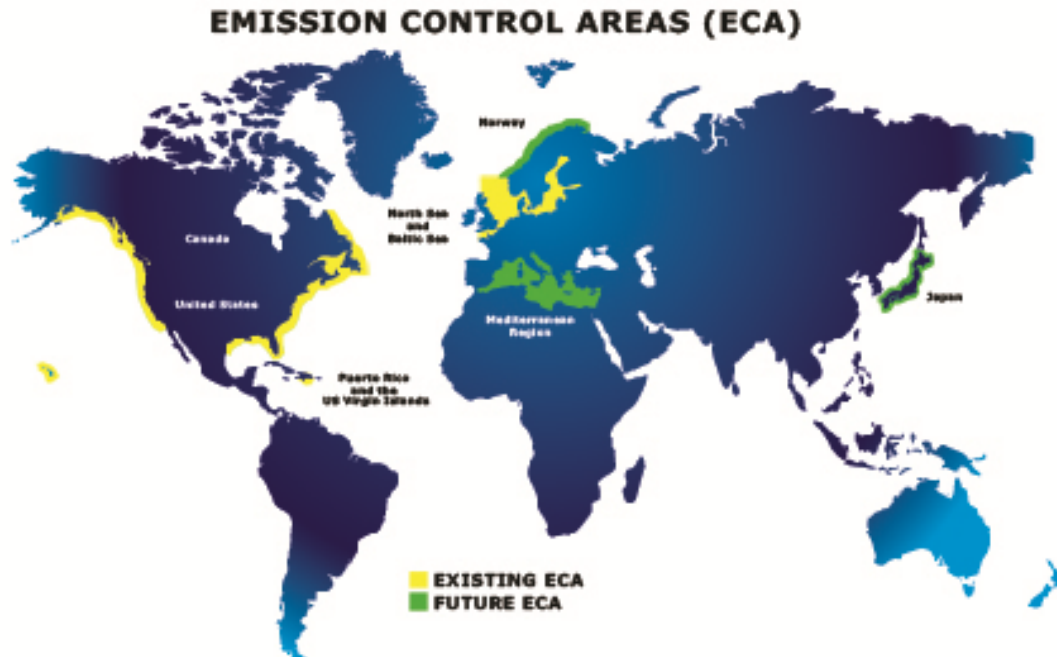 EMISSION CONTROL AREAS (ECA)
Norway
North Sea
and
Baltic Sea
Canada
United States
Japan
Mediterranean
Region
Puerto Rico
and the
US Virgin Islands
EXISTING ECA
FUTURE ECA